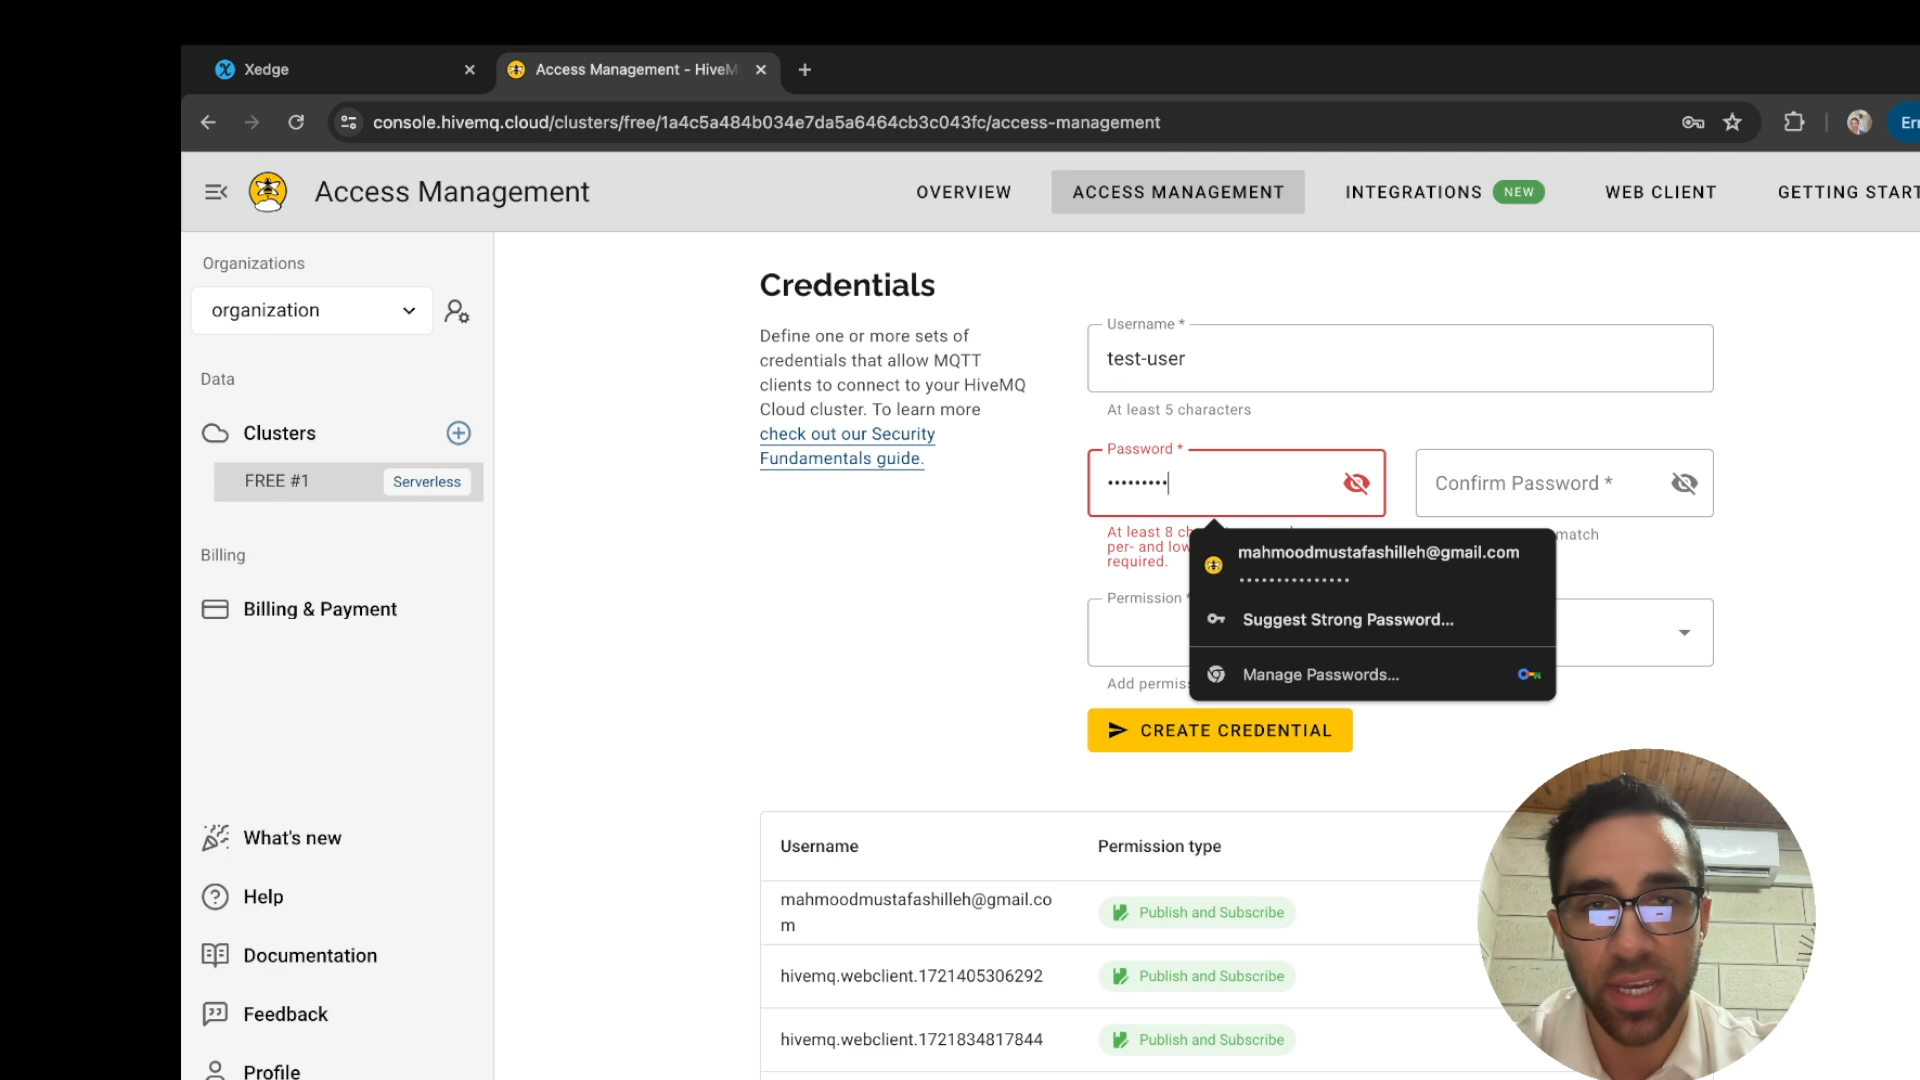 Xedge
Access Management - HiveM
console.hivemq.cloud/clusters/free/1a4c5a484b034e7da5a6464cb3c043fc/access-management
Err
Access Management
OVERVIEW
ACCESS MANAGEMENT
INTEGRATIONS NEW
WEB CLIENT
GETTING START
Organizations
organization
Data
Clusters
FREE #1
Serverless
Billing
Billing & Payment
What's new
Help
Documentation
Feedback
Profile
Credentials
Define one or more sets of
credentials that allow MQTT
clients to connect to your HiveMQ
Cloud cluster. To learn more
check out our Security
Fundamentals guide.
Username *
test-user
At least 5 characters
Password *
•••••••••
Confirm Password *
At least 8 ch
per- and low
required.
match
mahmoodmustafashilleh@gmail.com
•••••••••••••••
Suggest Strong Password...
Manage Passwords...
Permission *
Add permis
CREATE CREDENTIAL
Username
Permission type
mahmoodmustafashilleh@gmail.co
m
Publish and Subscribe
hivemq.webclient.1721405306292
Publish and Subscribe
hivemq.webclient.1721834817844
Publish and Subscribe